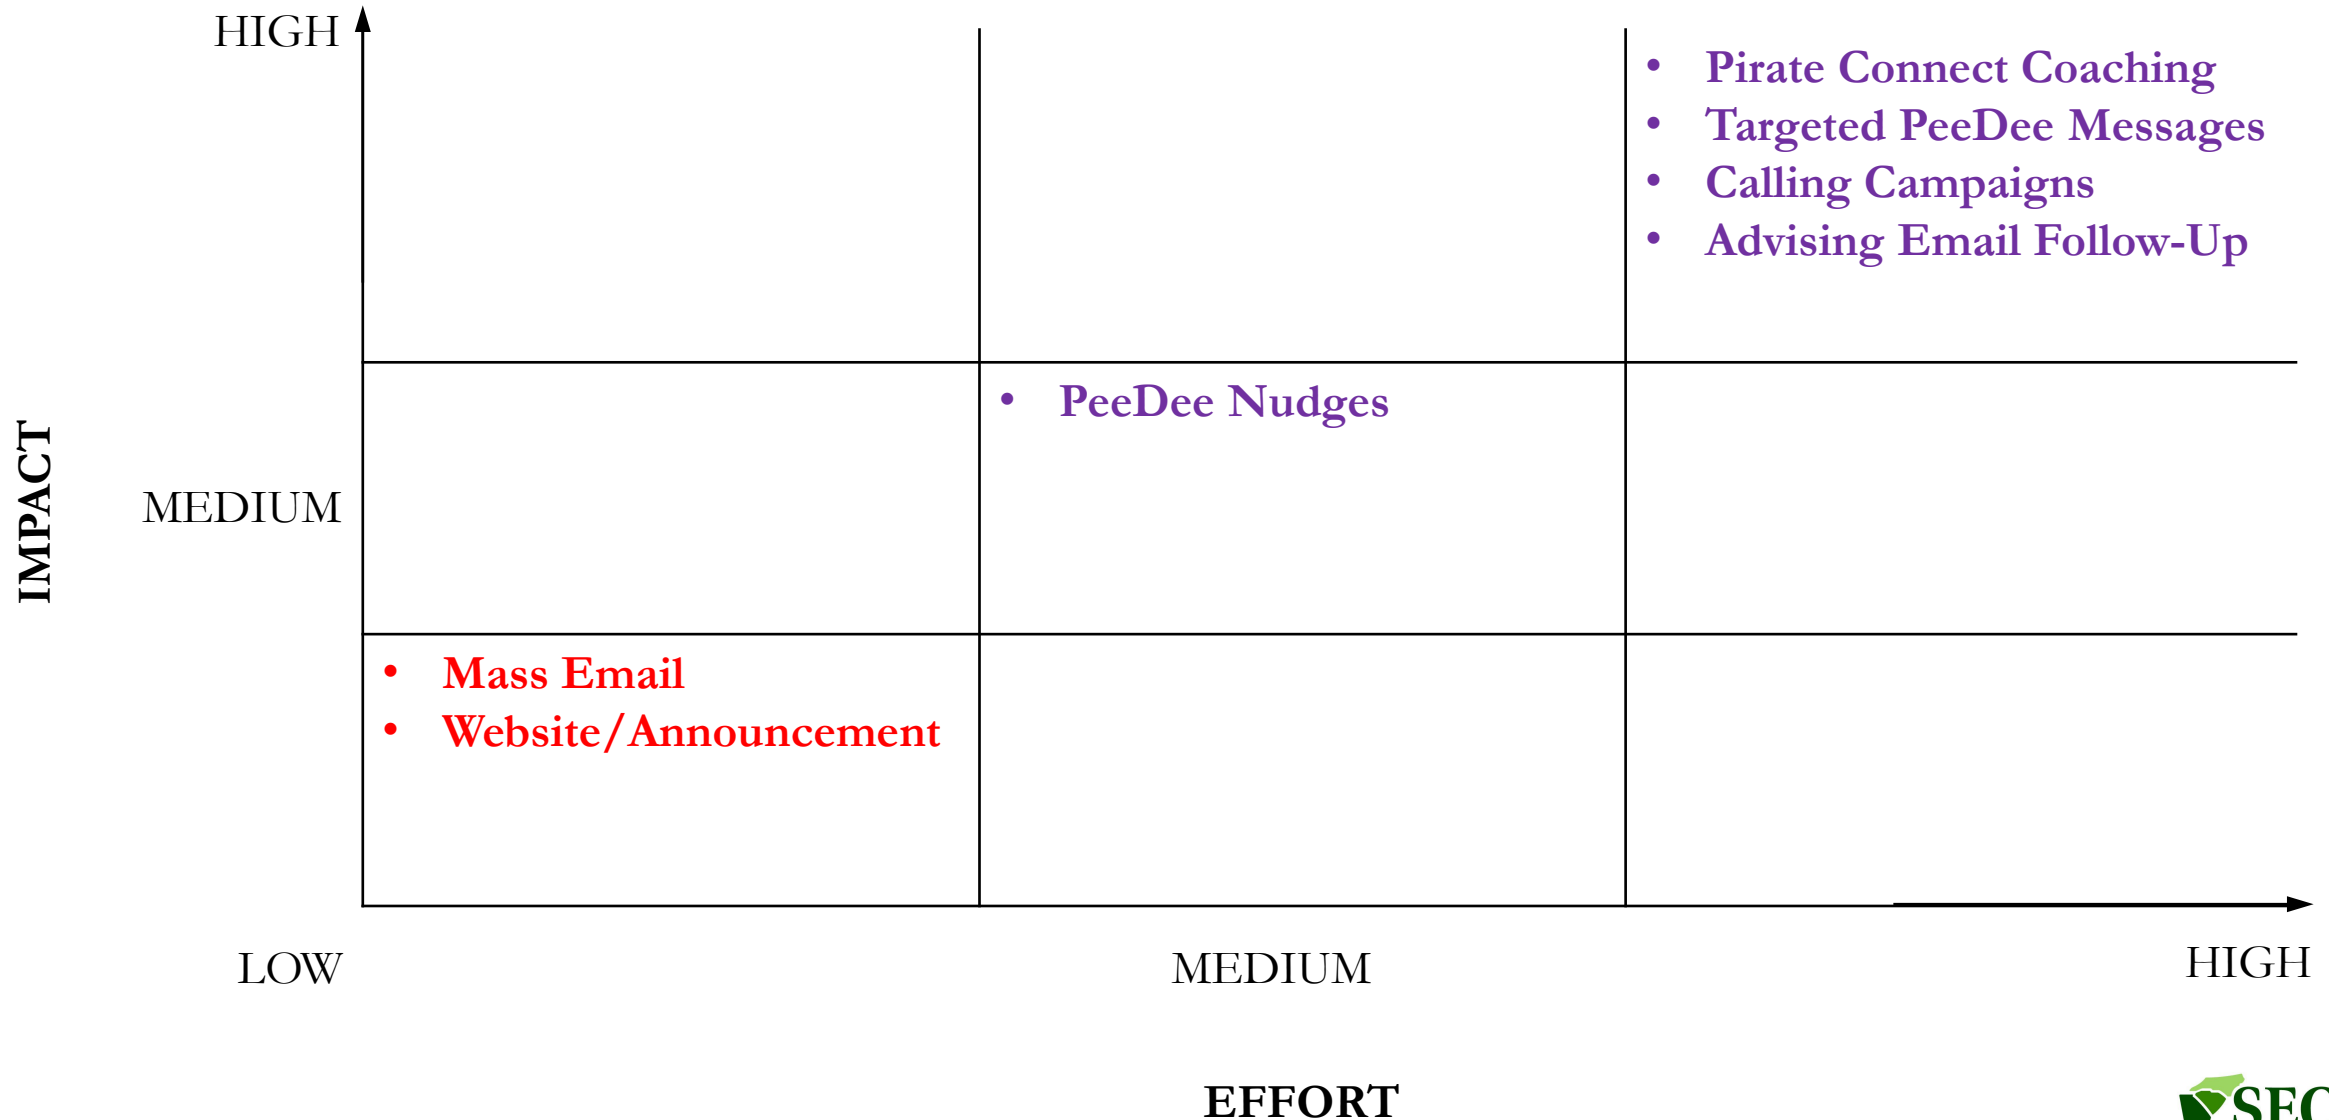 HIGH
• Pirate Connect Coaching
• Targeted PeeDee Messages
• Calling Campaigns
• Advising Email Follow-Up
IMPACT
MEDIUM
• PeeDee Nudges
• Mass Email
• Website/Announcement
LOW
MEDIUM
HIGH
EFFORT